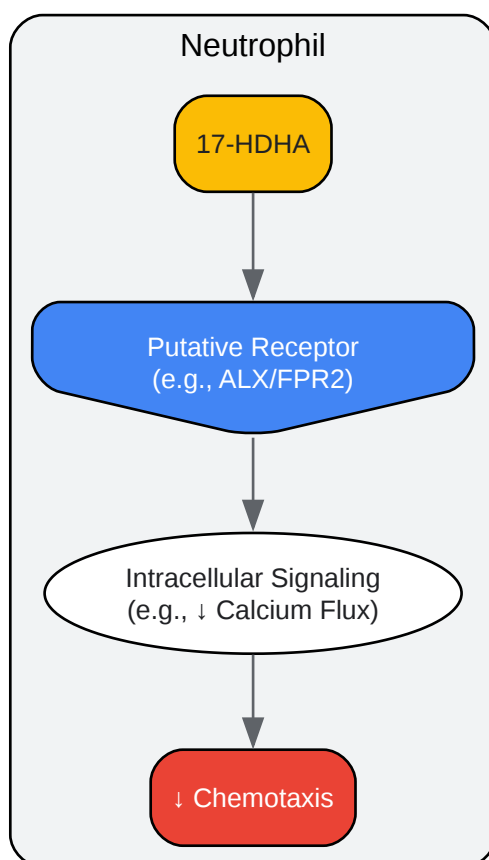 Neutrophil
17-HDHA
Putative Receptor
(e.g., ALX/FPR2)
Intracellular Signaling
(e.g., ↓ Calcium Flux)
↓ Chemotaxis